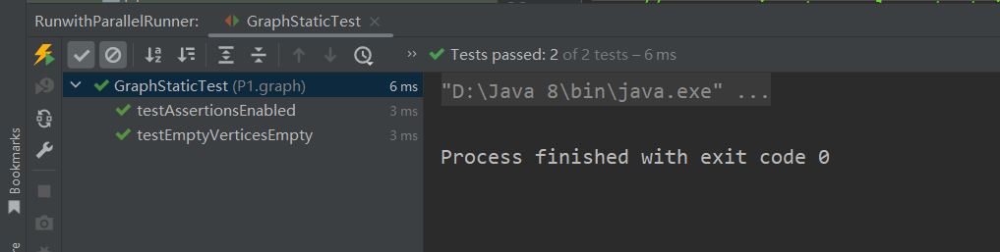 RunwithParallelRunner: GraphStaticTest
Tests passed: 2 of 2 tests – 6 ms
GraphStaticTest (P1.graph) 6 ms
testAssertionsEnabled 3 ms
testEmptyVerticesEmpty 3 ms
"D:\Java 8\bin\java.exe" ...
Process finished with exit code 0
Bookmarks